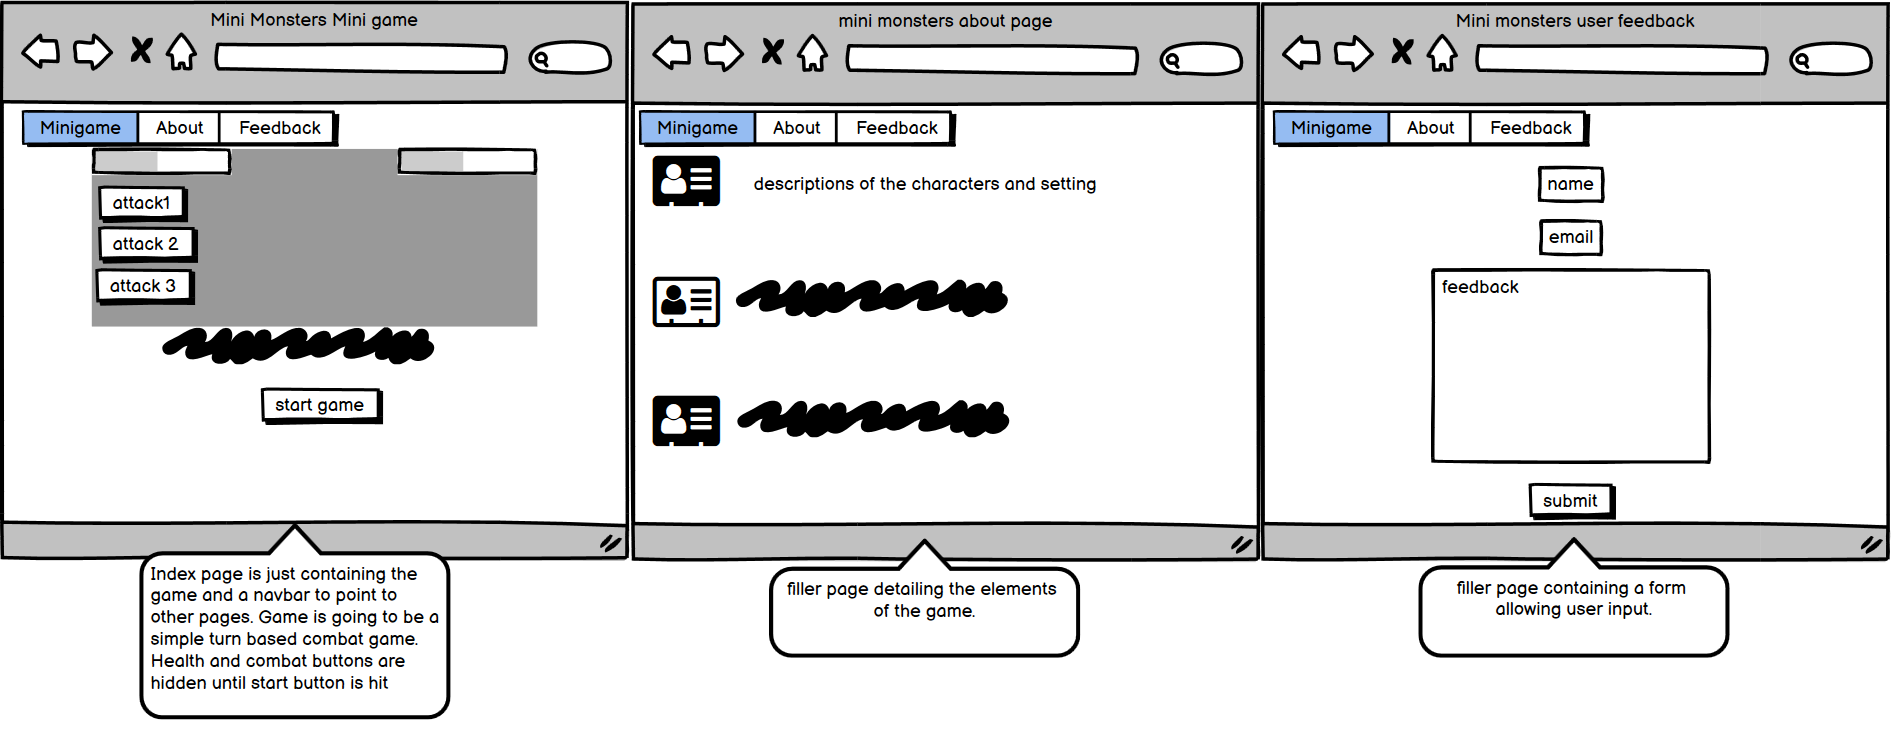 Mini Monsters Mini game
Minigame
About
Feedback
attack1
attack 2
attack 3
start game
Index page is just containing the
game and a navbar to point to
other pages. Game is going to be a
simple turn based combat game.
Health and combat buttons are
hidden until start button is hit
mini monsters about page
Minigame
About
Feedback
descriptions of the characters and setting
filler page detailing the elements
of the game.
Mini monsters user feedback
Minigame
About
Feedback
name
email
feedback
submit
filler page containing a form
allowing user input.